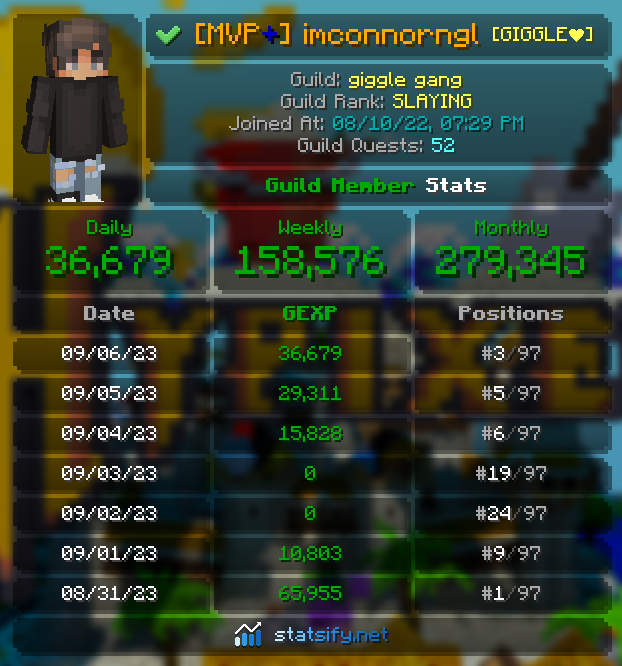 [MVP+] imconnorngl [GIGGLE♥]
Guild: giggle gang
Guild Rank: SLAYING
Joined At: 08/10/22, 07:29 PM
Guild Quests: 52
Guild Member Stats
Daily Weekly Monthly
36,679 158,576 279,345
Date GEXP Positions
09/06/23 36,679 #3/97
09/05/23 29,311 #5/97
09/04/23 15,828 #6/97
09/03/23 0 #19/97
09/02/23 0 #24/97
09/01/23 10,803 #9/97
08/31/23 65,955 #1/97
statsify.net